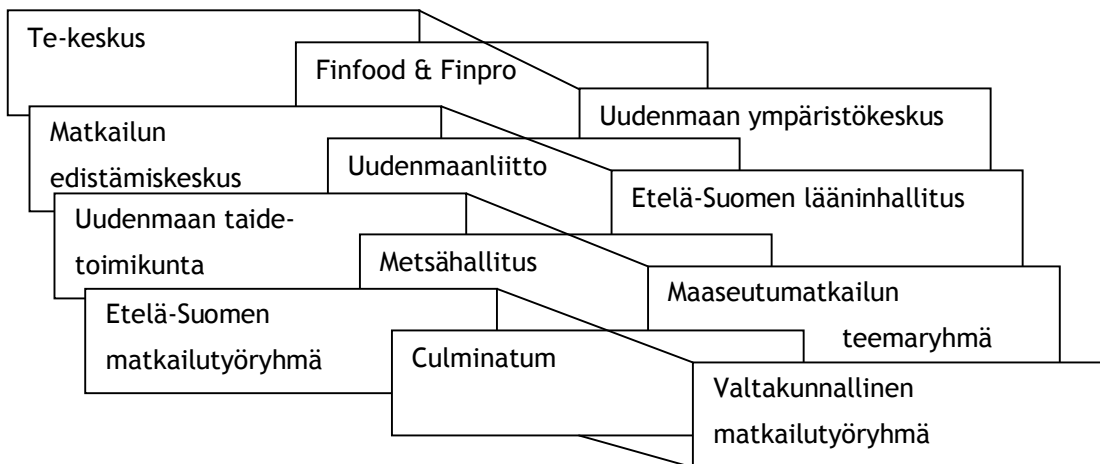 Te-keskus
Finfood & Finpro
Uudenmaan ympäristökeskus
Matkailun
edistämiskeskus
Uudenmaanliitto
Etelä-Suomen lääninhallitus
Uudenmaan taide-
toimikunta
Metsähallitus
Maaseutumatkailun
teemaryhmä
Etelä-Suomen
matkailutyöryhmä
Culminatum
Valtakunnallinen
matkailutyöryhmä